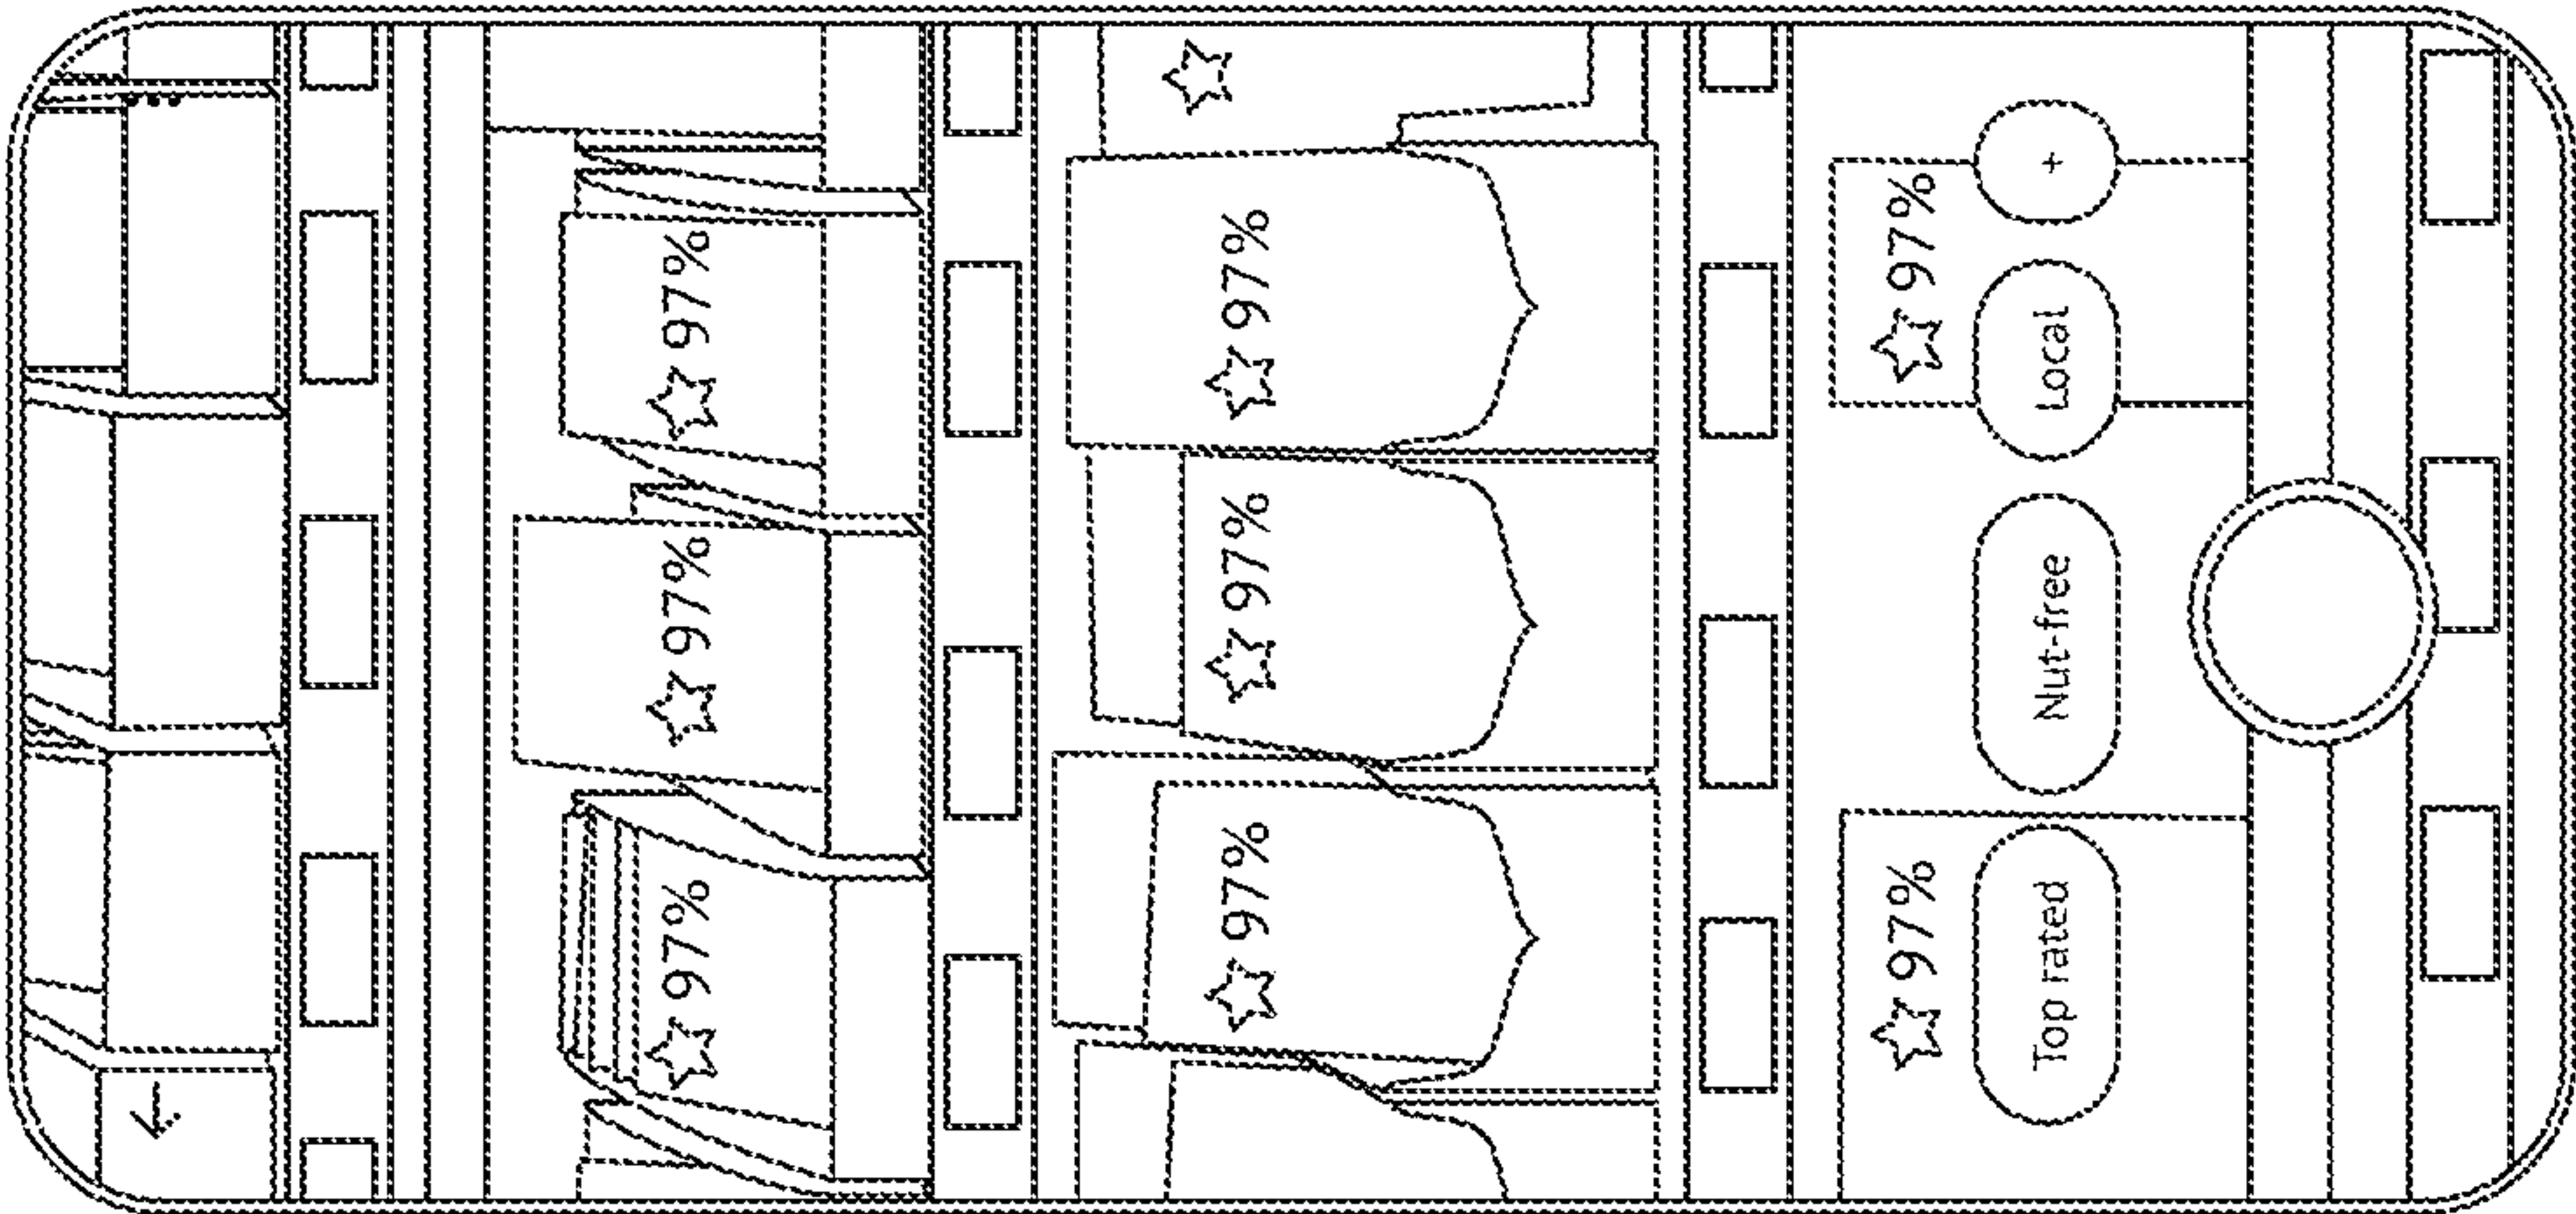 ☆ 97% ☆ 97% ☆ 97%
☆ 97% ☆ 97% ☆ 97% ☆
☆ 97% ☆ 97%
Top rated Nut-free Local +